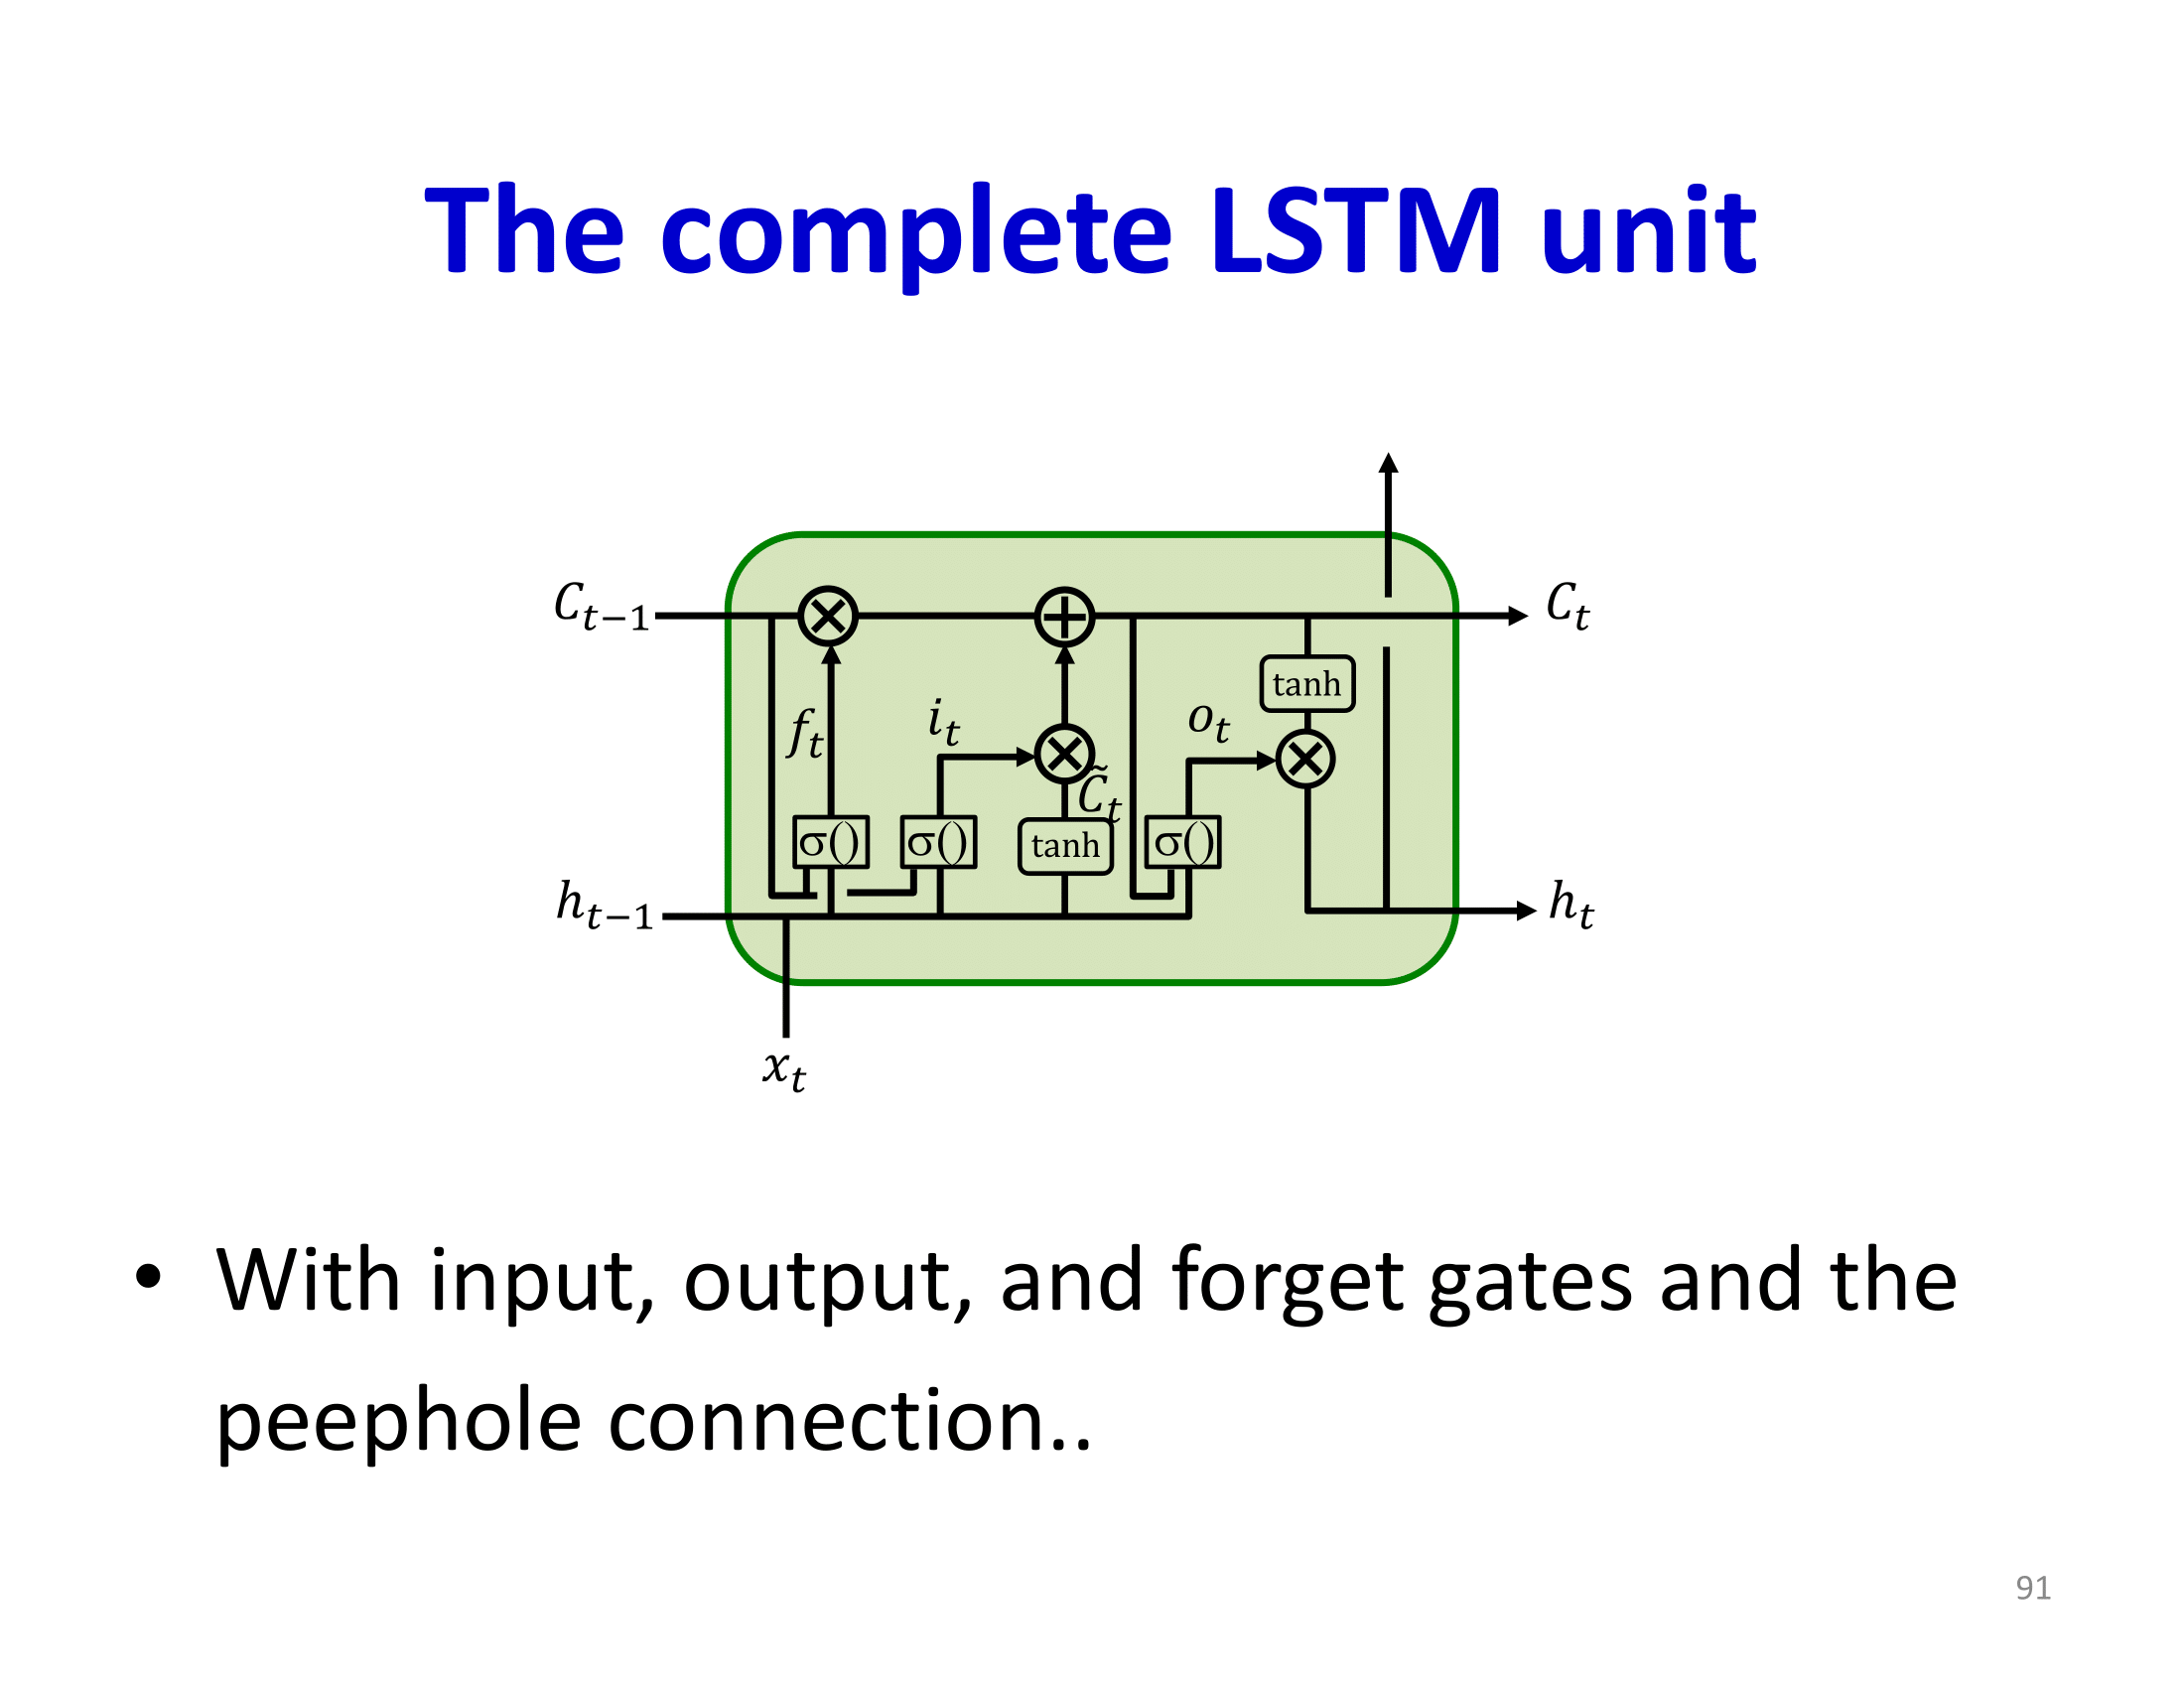 The complete LSTM unit
C_{t−1}
C_t
tanh
f_t
i_t
o_t
C̃_t
σ()
σ()
tanh
σ()
h_{t−1}
h_t
x_t
• With input, output, and forget gates and the
peephole connection..
91